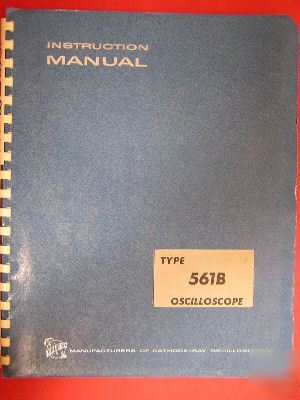 INSTRUCTION
MANUAL
TYPE
561B
OSCILLOSCOPE
MANUFACTURERS OF CATHODE-RAY